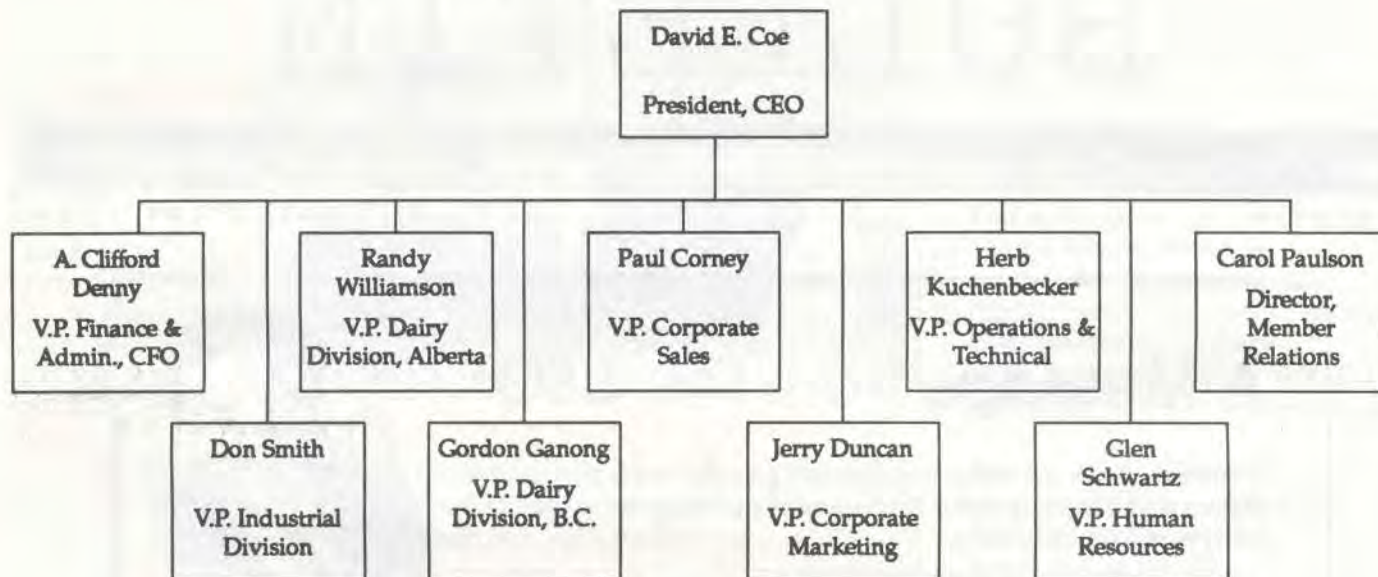 David E. Coe
President, CEO
A. Clifford
Denny
V.P. Finance &
Admin., CFO
Randy
Williamson
V.P. Dairy
Division, Alberta
Paul Corney
V.P. Corporate
Sales
Herb
Kuchenbecker
V.P. Operations &
Technical
Carol Paulson
Director,
Member
Relations
Don Smith
V.P. Industrial
Division
Gordon Ganong
V.P. Dairy
Division, B.C.
Jerry Duncan
V.P. Corporate
Marketing
Glen
Schwartz
V.P. Human
Resources